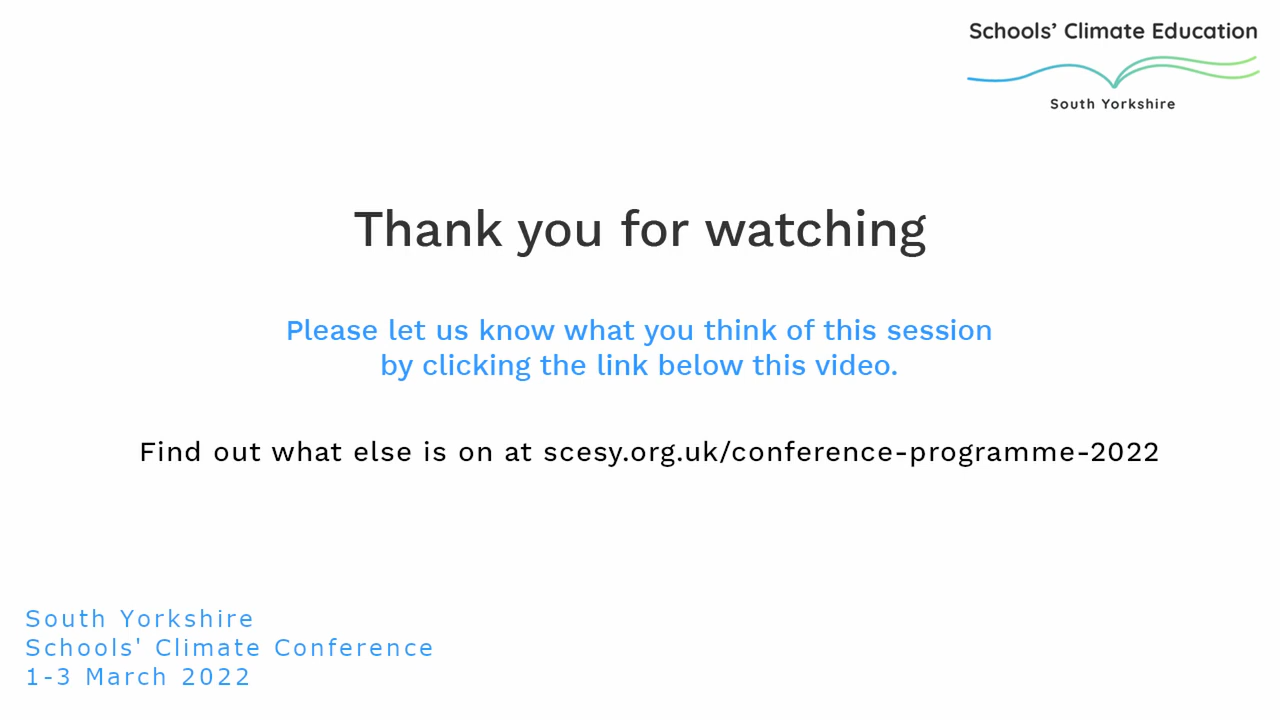 Schools’ Climate Education
South Yorkshire
Thank you for watching
Please let us know what you think of this session
by clicking the link below this video.
Find out what else is on at scesy.org.uk/conference-programme-2022
South Yorkshire
Schools' Climate Conference
1-3 March 2022